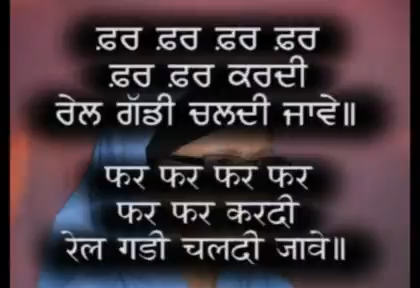 ਫ਼ਰ ਫ਼ਰ ਫ਼ਰ ਫ਼ਰ
ਫ਼ਰ ਫ਼ਰ ਕਰਦੀ
ਰੇਲ ਗੱਡੀ ਚਲਦੀ ਜਾਵੇ॥
फर फर फर फर
फर फर करदी
रेल गडी चलदी जावे॥